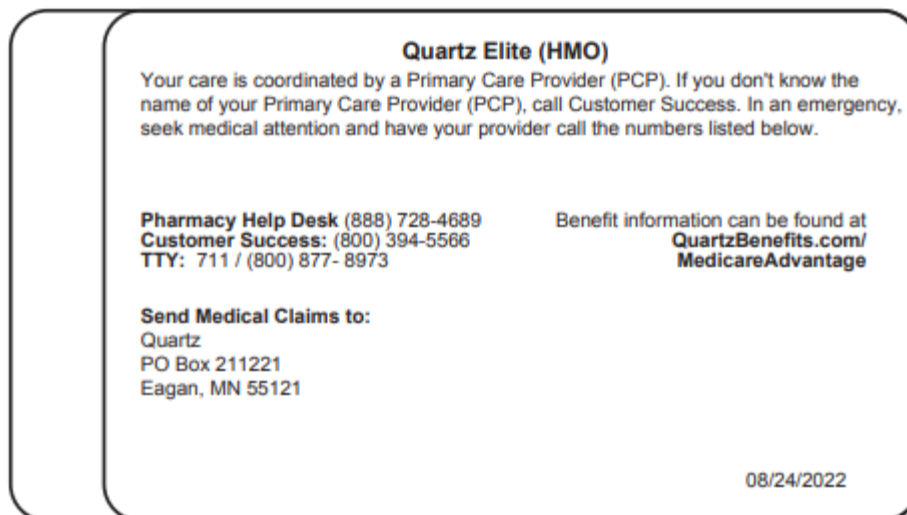 Quartz Elite (HMO)
Your care is coordinated by a Primary Care Provider (PCP). If you don't know the
name of your Primary Care Provider (PCP), call Customer Success. In an emergency,
seek medical attention and have your provider call the numbers listed below.
Pharmacy Help Desk (888) 728-4689
Customer Success: (800) 394-5566
TTY: 711 / (800) 877- 8973
Benefit information can be found at
QuartzBenefits.com/
MedicareAdvantage
Send Medical Claims to:
Quartz
PO Box 211221
Eagan, MN 55121
08/24/2022